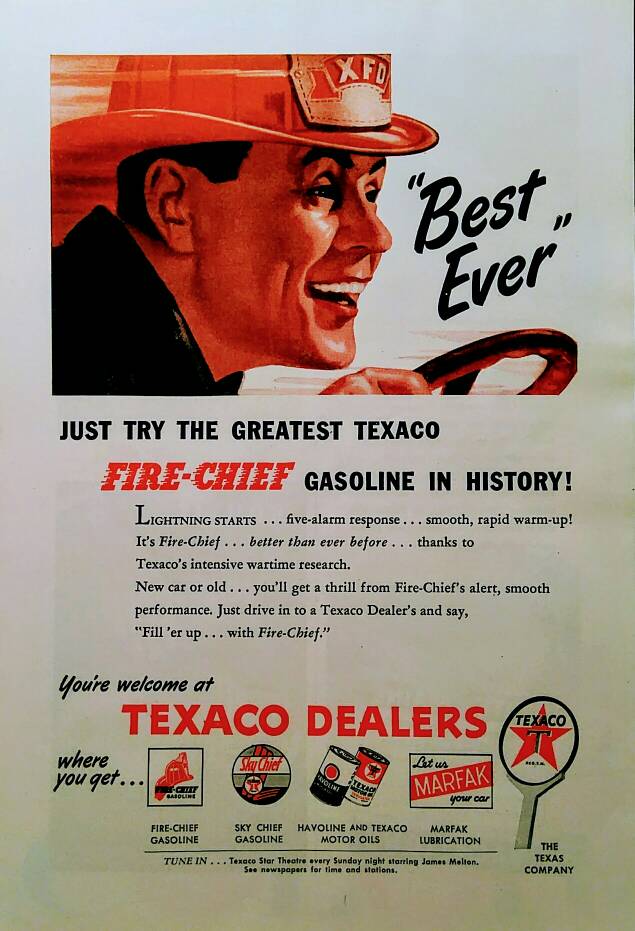 XFD
"Best
Ever"
JUST TRY THE GREATEST TEXACO
FIRE-CHIEF GASOLINE IN HISTORY!
LIGHTNING STARTS ... five-alarm response ... smooth, rapid warm-up!
It's Fire-Chief ... better than ever before ... thanks to
Texaco's intensive wartime research.
New car or old ... you'll get a thrill from Fire-Chief's alert, smooth
performance. Just drive in to a Texaco Dealer's and say,
"Fill 'er up ... with Fire-Chief."
You're welcome at
TEXACO DEALERS
where
you get...
FIRE-CHIEF
GASOLINE
Sky Chief
HAVOLINE
TEXACO
MOTOR OIL
Let us
MARFAK
your car
TEXACO
T
REG. T.M.
FIRE-CHIEF
GASOLINE
SKY CHIEF
GASOLINE
HAVOLINE AND TEXACO
MOTOR OILS
MARFAK
LUBRICATION
THE
TEXAS
COMPANY
TUNE IN ... Texaco Star Theatre every Sunday night starring James Melton.
See newspapers for time and stations.